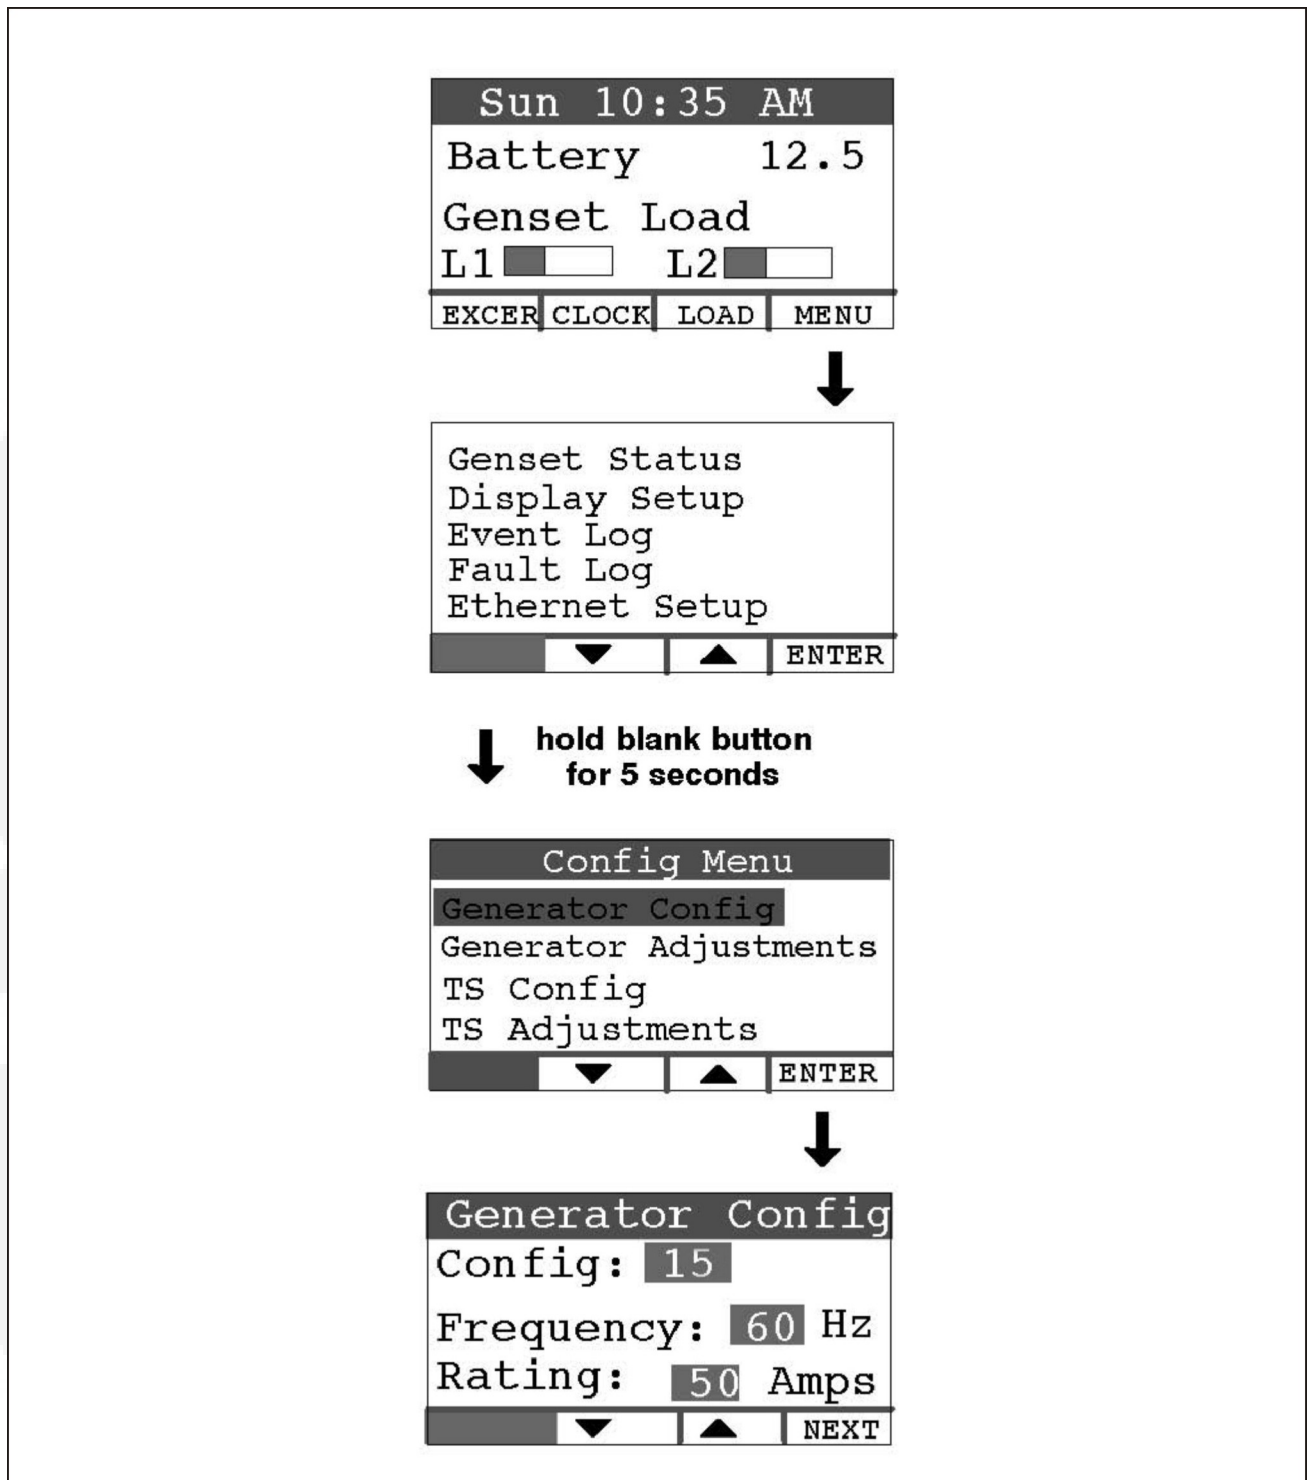 Sun 10:35 AM
Battery 12.5
Genset Load
L1 L2
EXCER CLOCK LOAD MENU
Genset Status
Display Setup
Event Log
Fault Log
Ethernet Setup
ENTER
hold blank button
for 5 seconds
Config Menu
Generator Config
Generator Adjustments
TS Config
TS Adjustments
ENTER
Generator Config
Config: 15
Frequency: 60 Hz
Rating: 50 Amps
NEXT